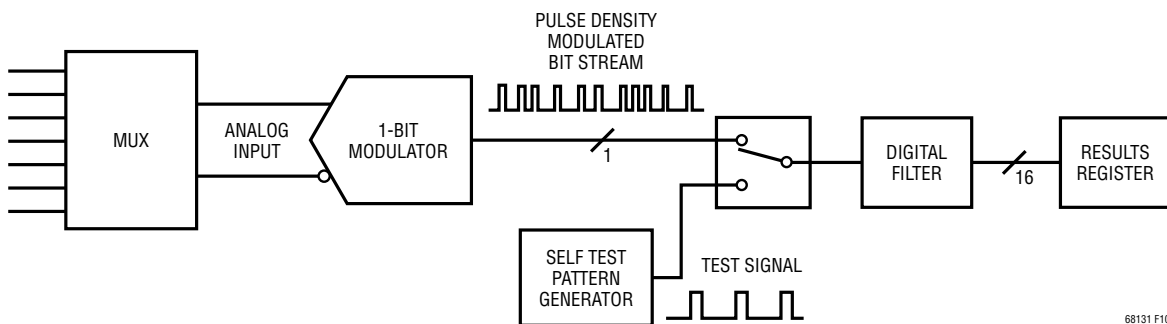 PULSE DENSITY
MODULATED
BIT STREAM
MUX
ANALOG
INPUT
1-BIT
MODULATOR
1
DIGITAL
FILTER
16
RESULTS
REGISTER
SELF TEST
PATTERN
GENERATOR
TEST SIGNAL